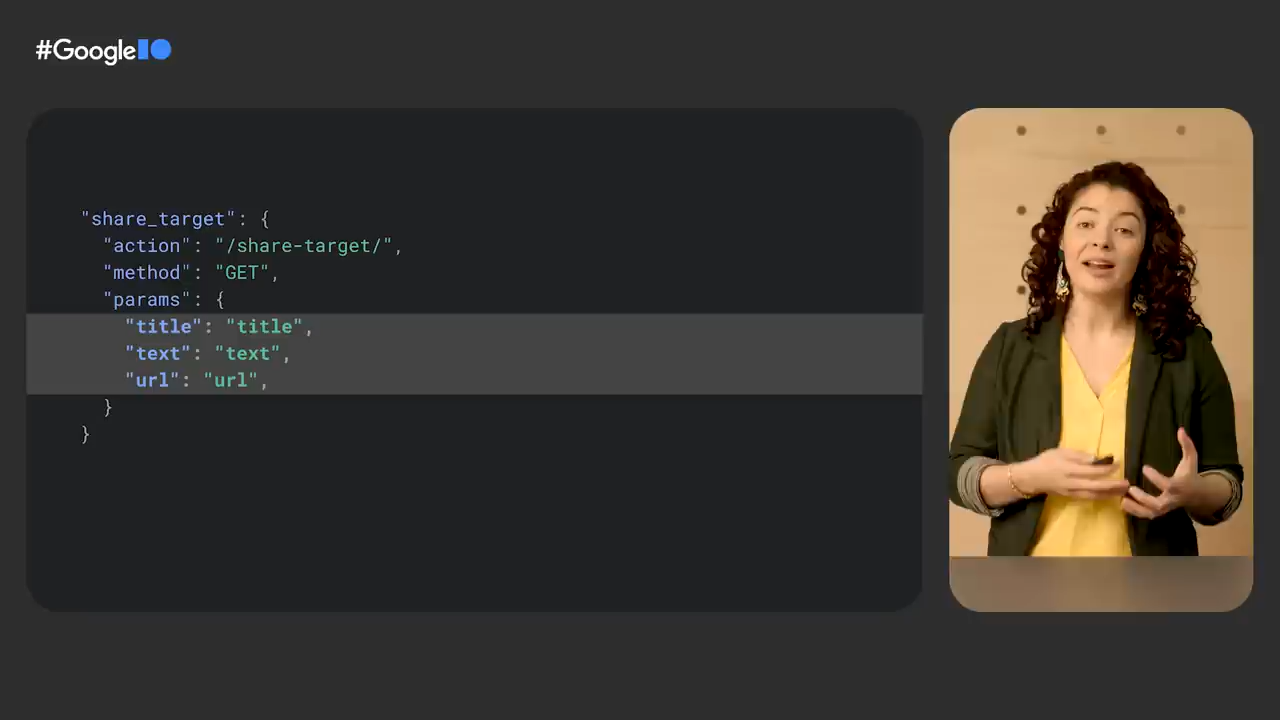 #GoogleIO
"share_target": {
"action": "/share-target/",
"method": "GET",
"params": {
"title": "title",
"text": "text",
"url": "url",
}
}